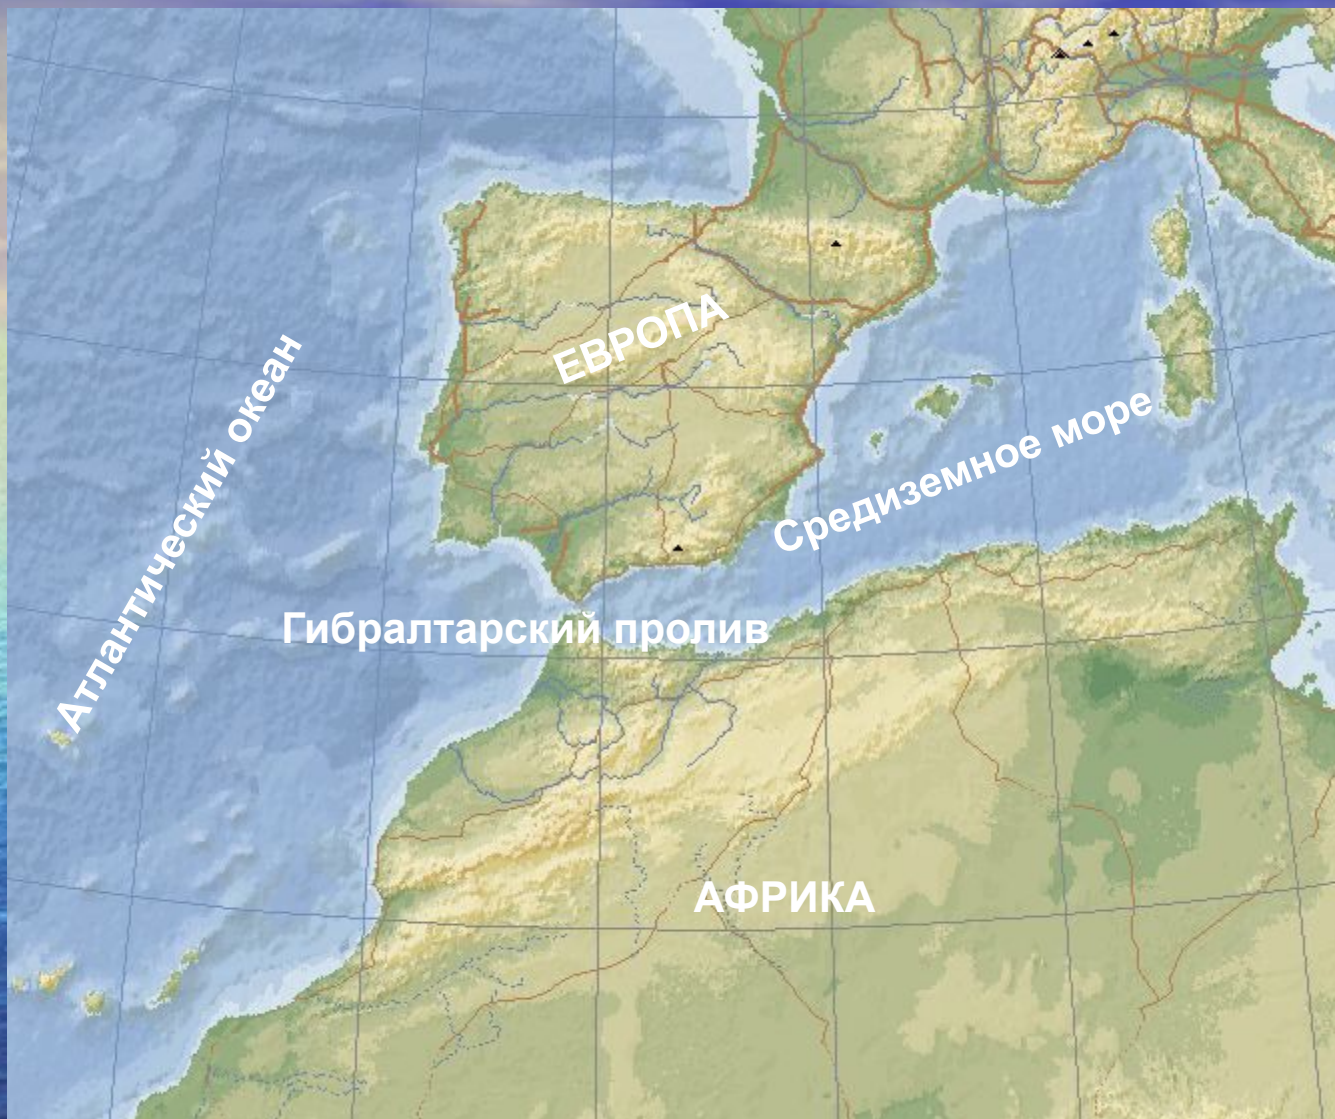 ЕВРОПА
Атлантический океан
Средиземное море
Гибралтарский пролив
АФРИКА